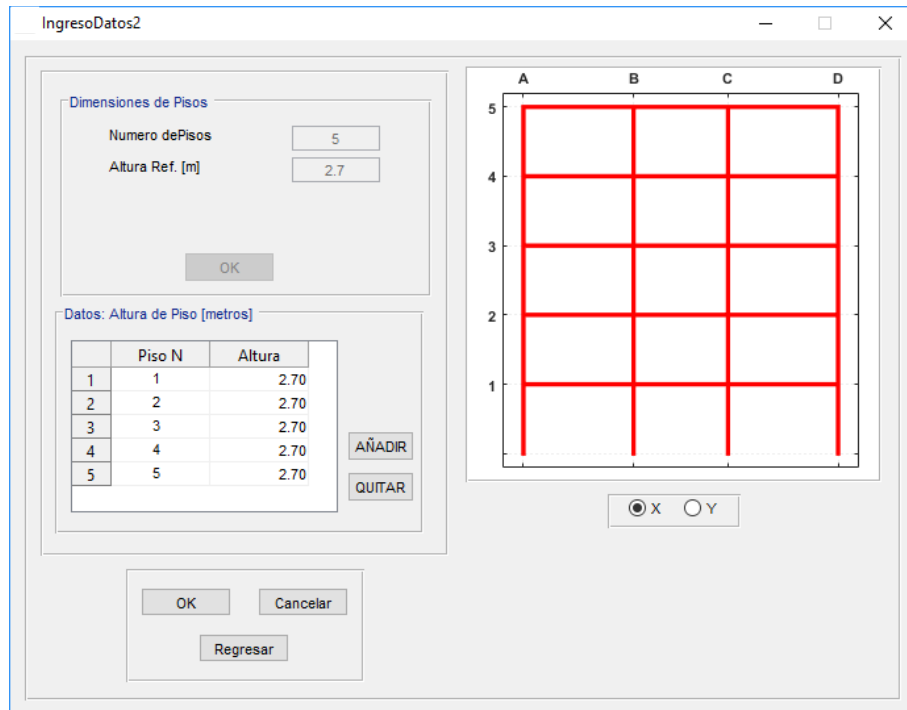 IngresoDatos2
Dimensiones de Pisos
Numero dePisos 5
Altura Ref. [m] 2.7
OK
Datos: Altura de Piso [metros]
Piso N Altura
1 1 2.70
2 2 2.70
3 3 2.70
4 4 2.70
5 5 2.70
AÑADIR
QUITAR
OK Cancelar
Regresar
A B C D
5
4
3
2
1
X Y